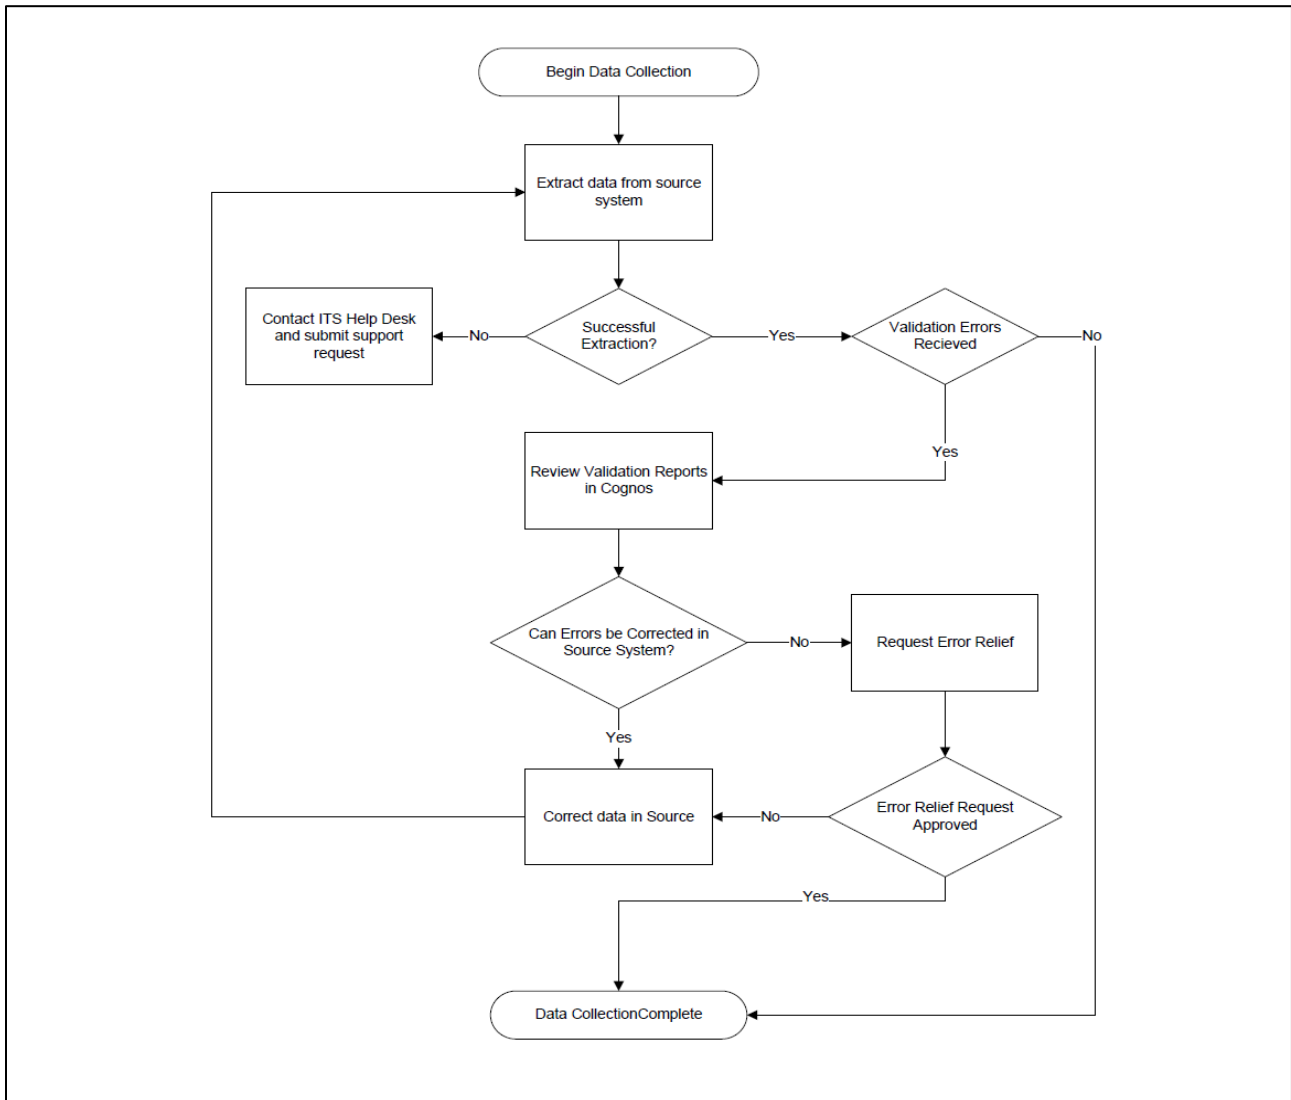 Begin Data Collection
Extract data from source
system
Contact ITS Help Desk
and submit support
request
No
Successful
Extraction?
Yes
Validation Errors
Recieved
No
Yes
Review Validation Reports
in Cognos
Can Errors be Corrected in
Source System?
No
Request Error Relief
Yes
Correct data in Source
No
Error Relief Request
Approved
Yes
Data CollectionComplete